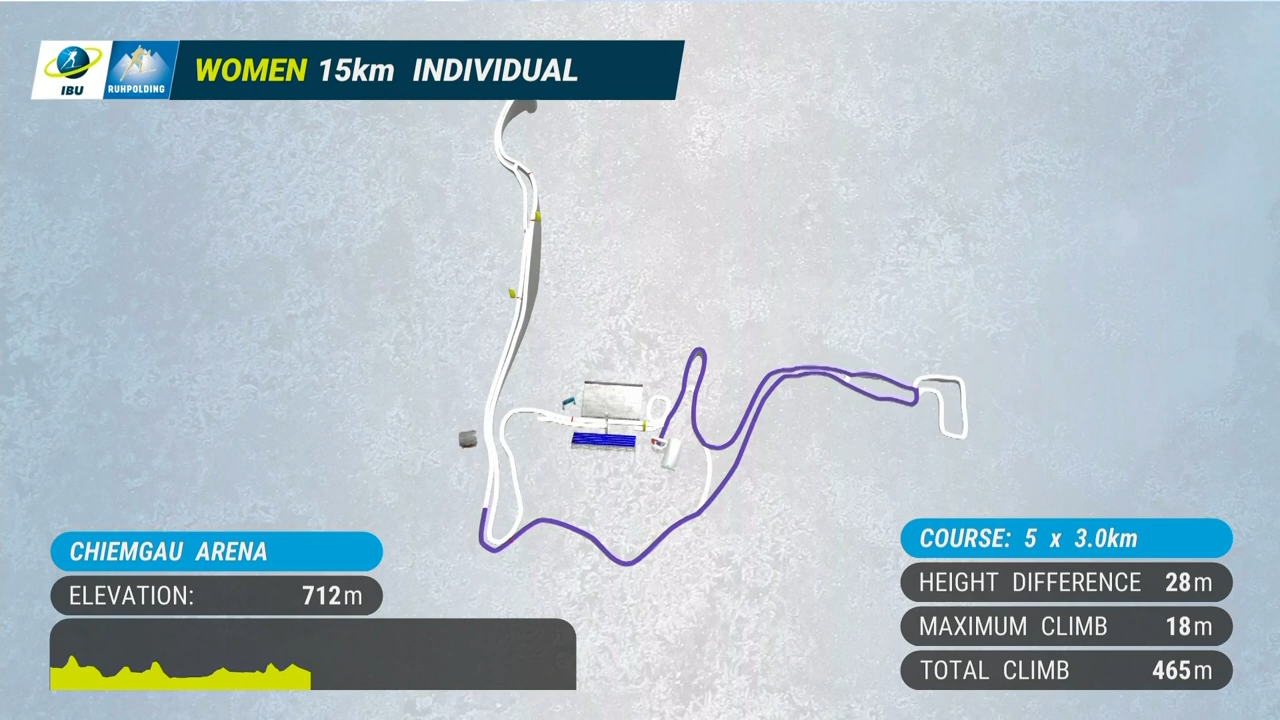 IBU
RUHPOLDING
WOMEN 15km INDIVIDUAL
CHIEMGAU ARENA
ELEVATION: 712m
COURSE: 5 x 3.0km
HEIGHT DIFFERENCE 28m
MAXIMUM CLIMB 18m
TOTAL CLIMB 465m